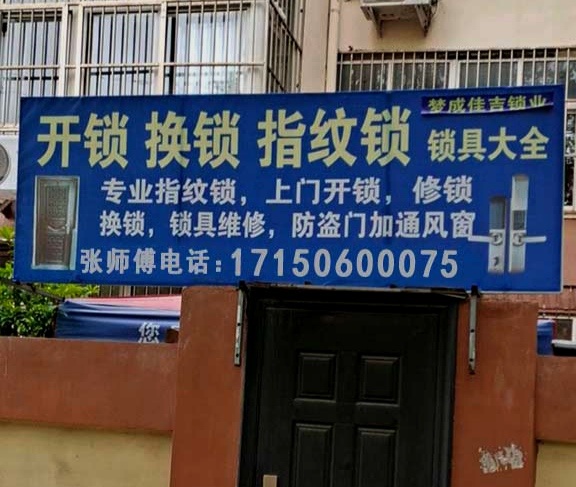 梦成佳吉锁业
开锁 换锁 指纹锁 锁具大全
专业指纹锁，上门开锁，修锁
换锁，锁具维修，防盗门加通风窗
张师傅电话：17150600075
您